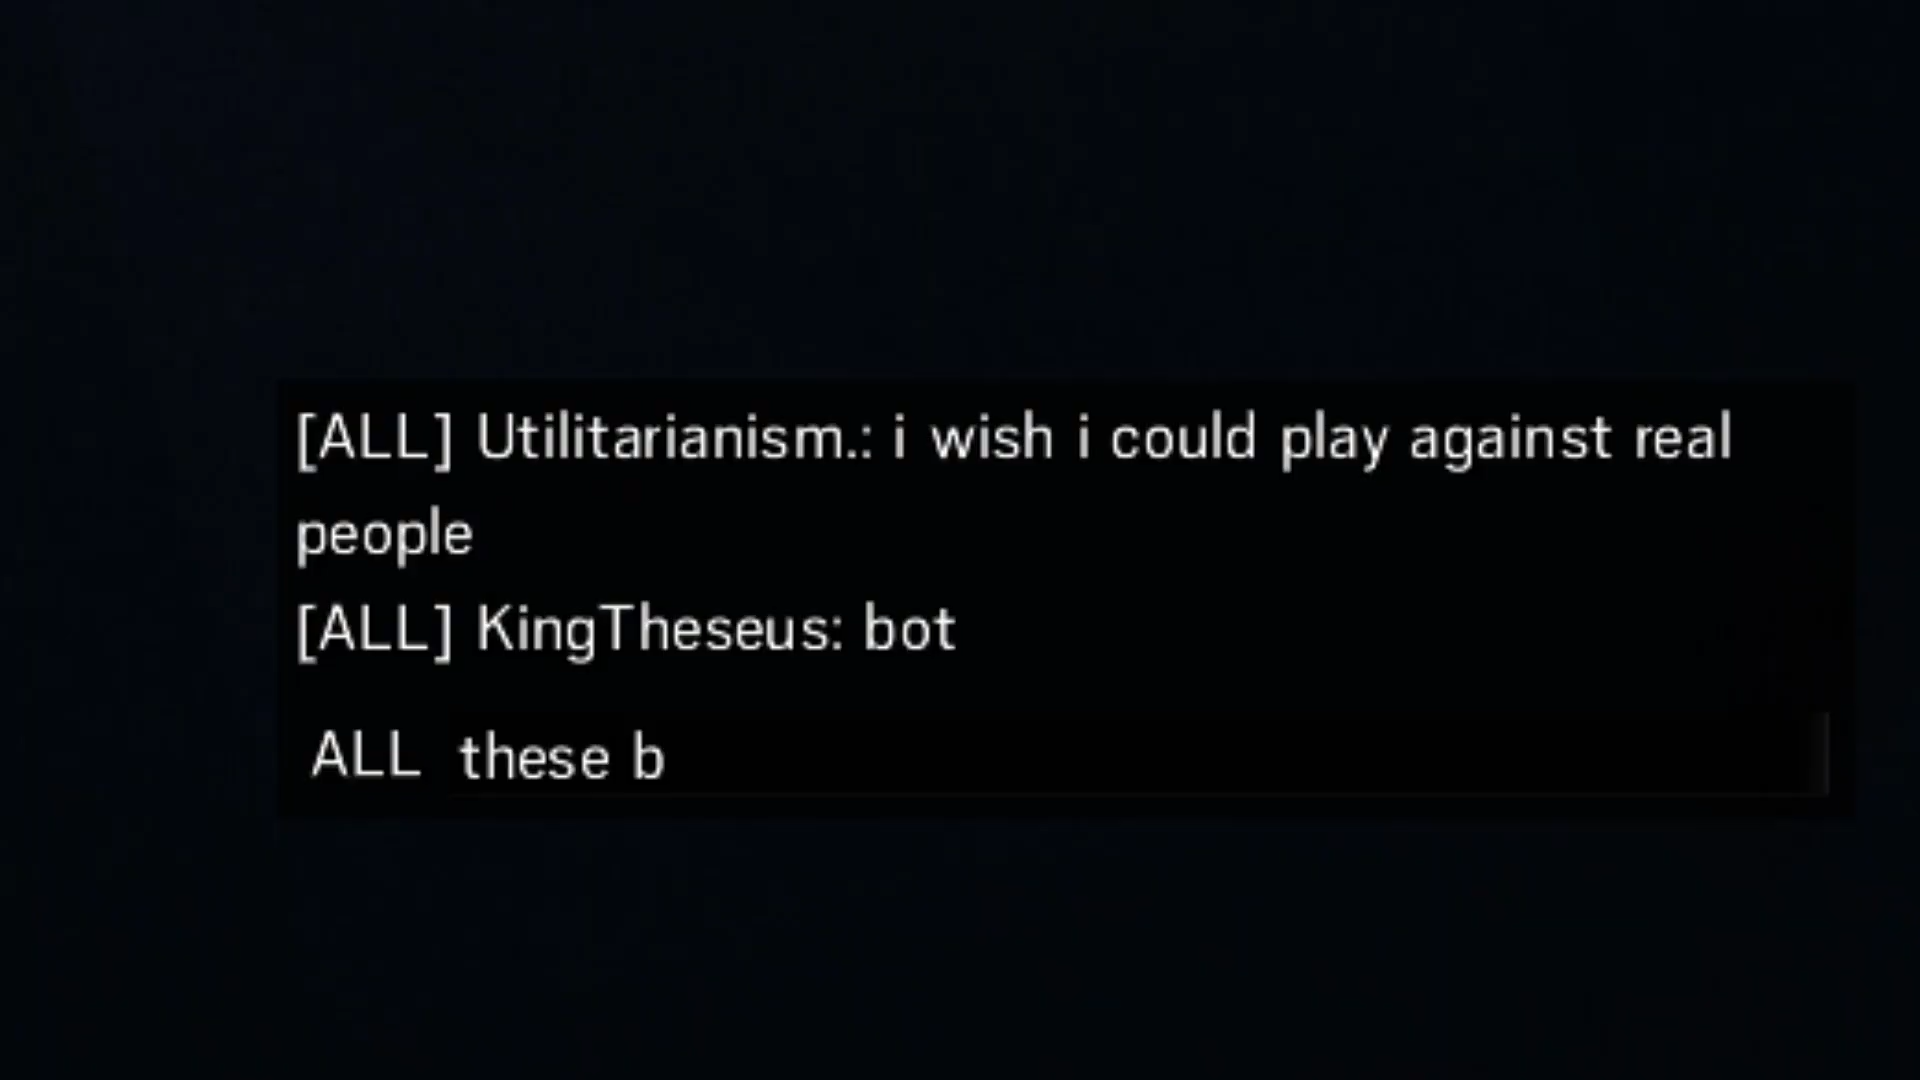 [ALL] Utilitarianism.: i wish i could play against real
people
[ALL] KingTheseus: bot
ALL these b